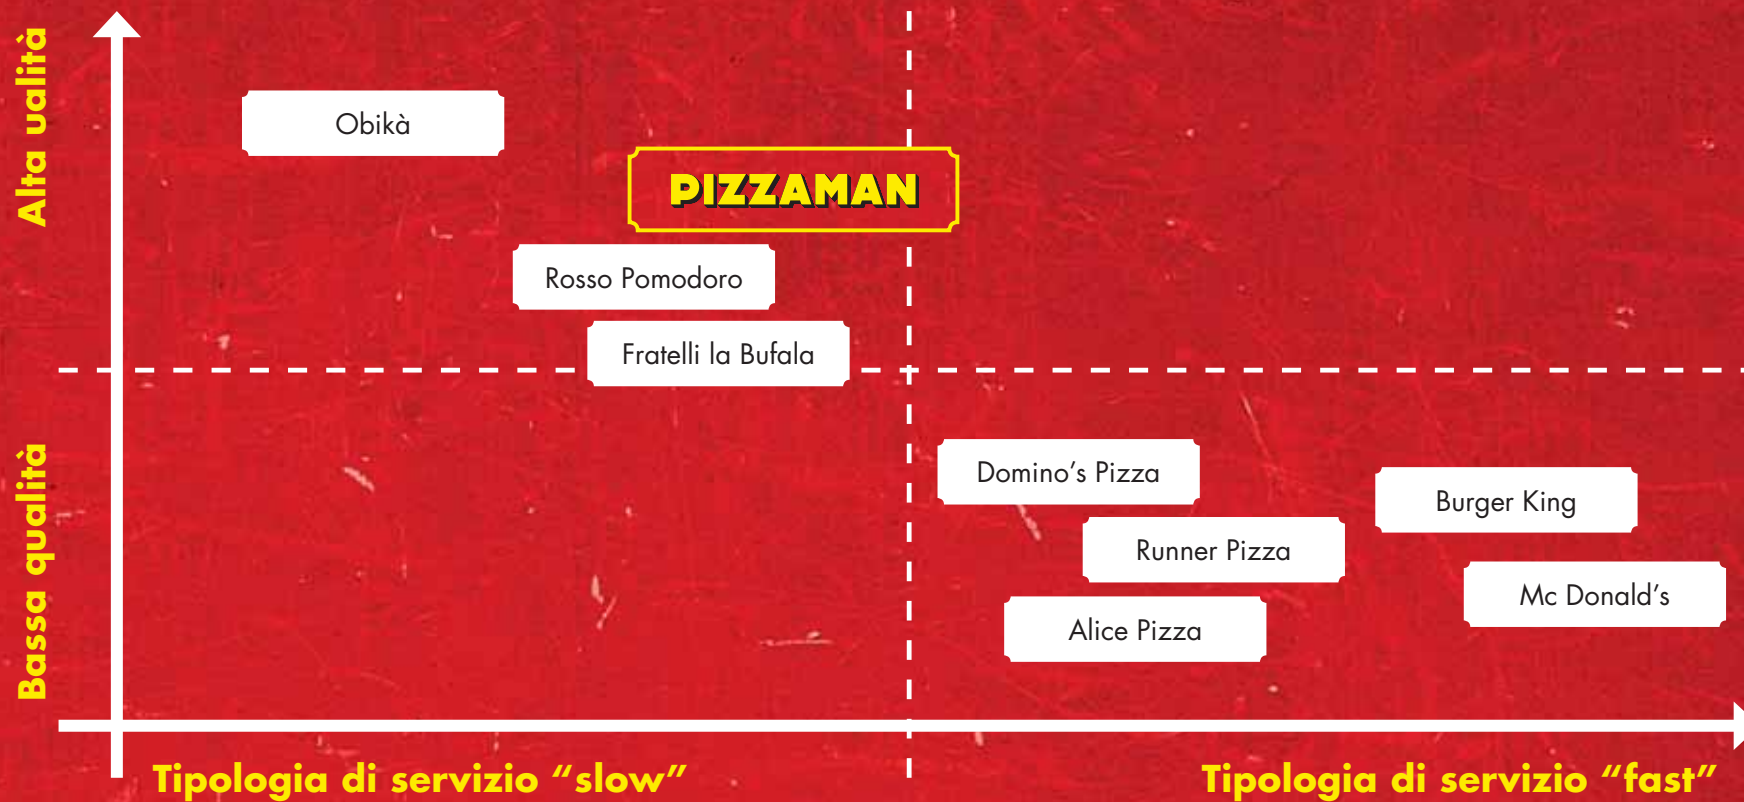 Alta ualità
Obikà
PIZZAMAN
Rosso Pomodoro
Fratelli la Bufala
Bassa qualità
Domino's Pizza
Burger King
Runner Pizza
Mc Donald's
Alice Pizza
Tipologia di servizio “slow”
Tipologia di servizio “fast”